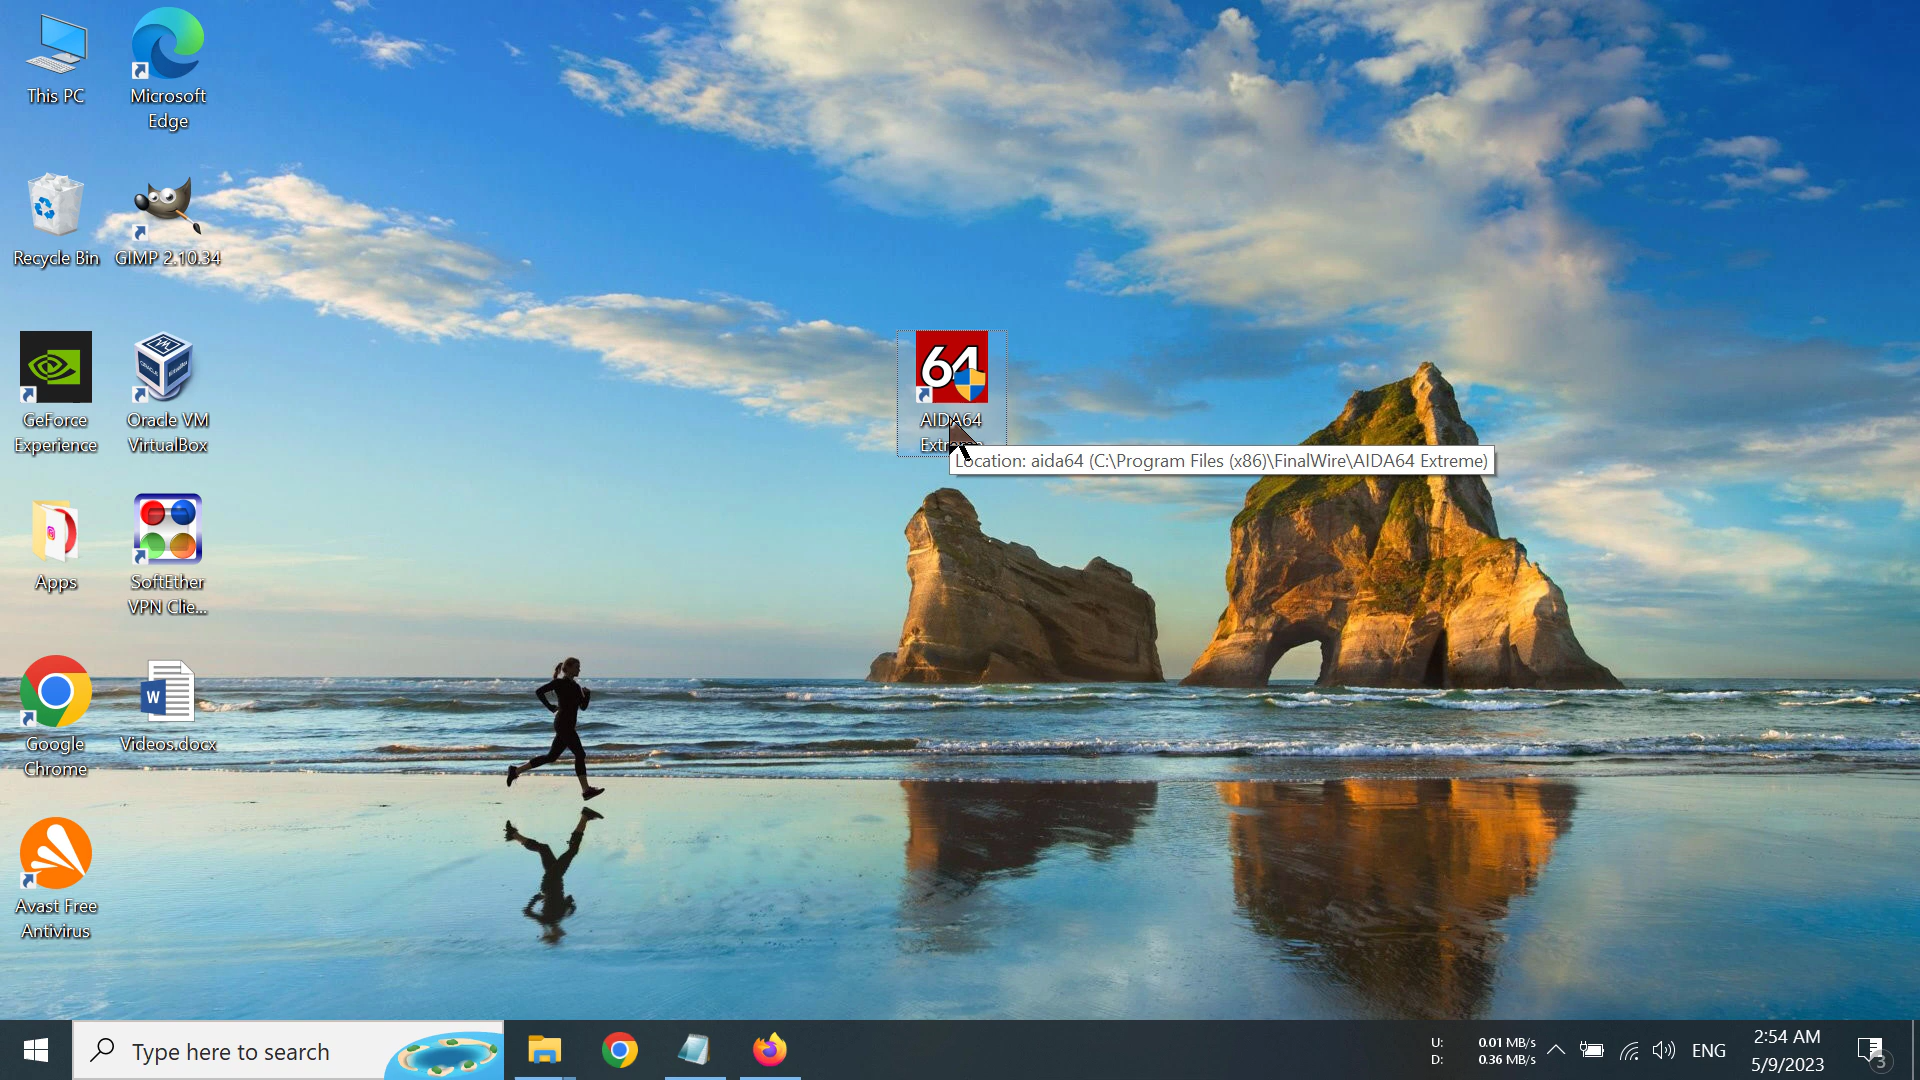 This PC
Microsoft
Edge
Recycle Bin
GIMP 2.10.34
GeForce
Experience
Oracle VM
VirtualBox
64
AIDA64
Location: aida64 (C:\Program Files (x86)\FinalWire\AIDA64 Extreme)
Apps
SoftEther
VPN Clie...
W
Google
Chrome
Videos.docx
Avast Free
Antivirus
Type here to search
U: 0.01 MB/s
D: 0.36 MB/s
ENG
2:54 AM
5/9/2023
3